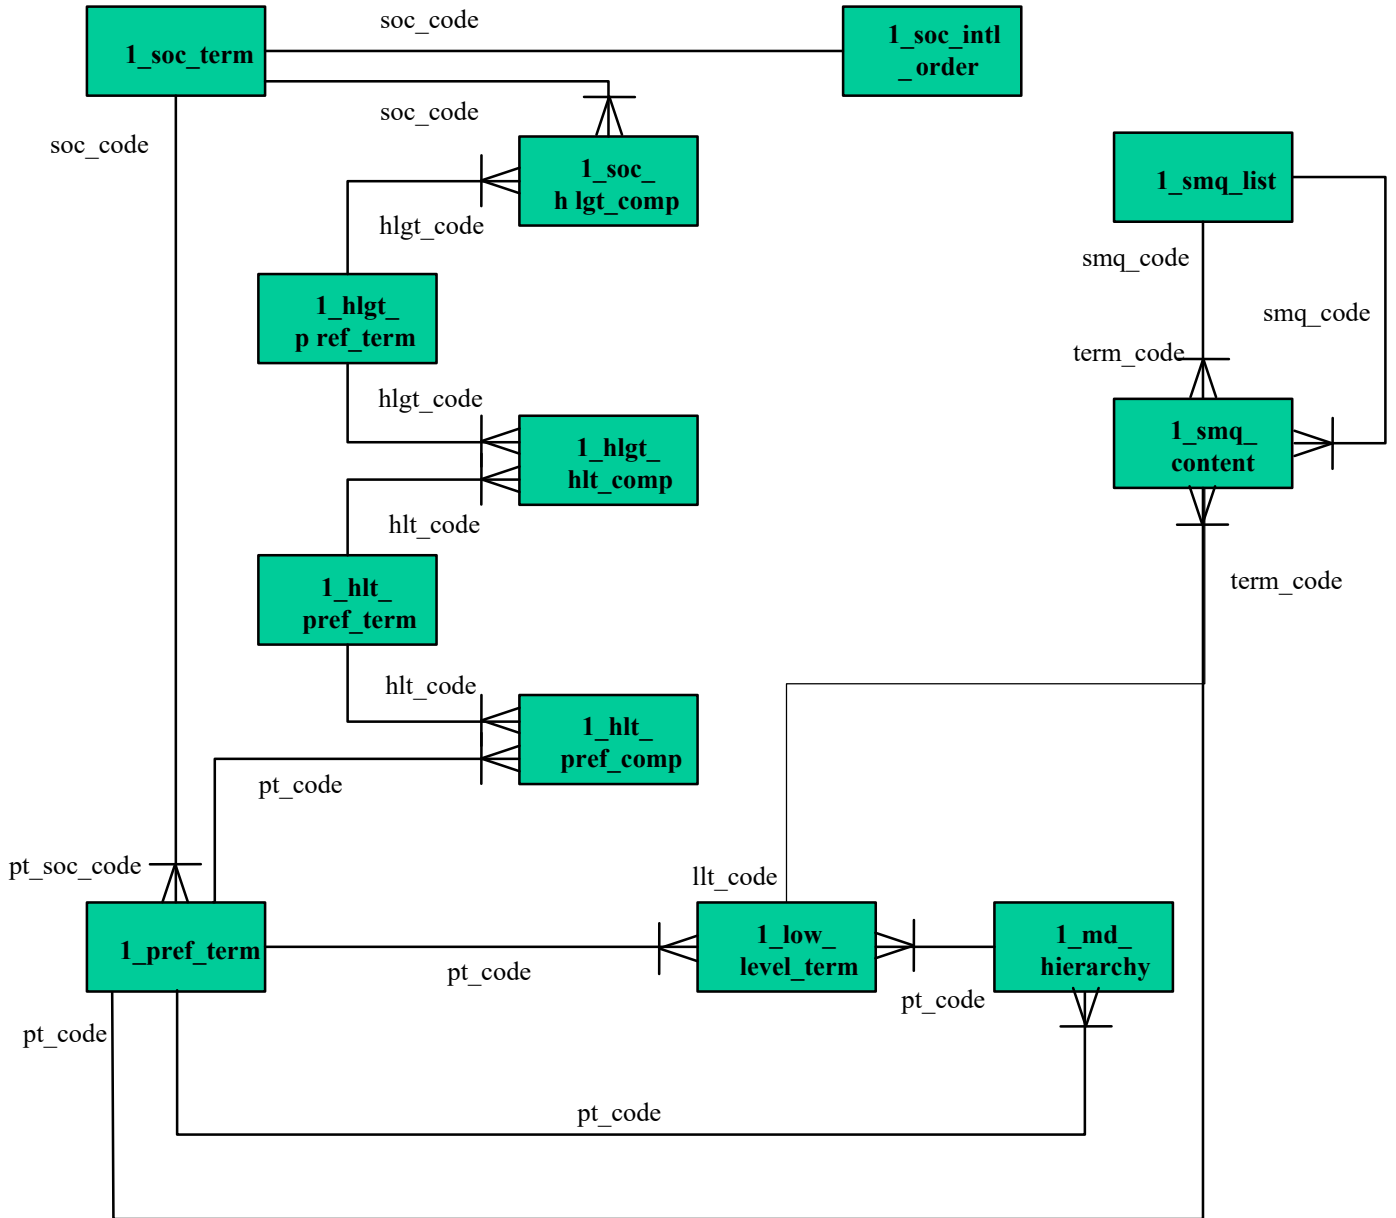 soc_code
1_soc_term
1_soc_intl
_order
soc_code
soc_code
1_soc_
h lgt_comp
1_smq_list
hlgt_code
smq_code
1_hlgt_
p ref_term
smq_code
term_code
hlgt_code
1_hlgt_
hlt_comp
1_smq_
content
hlt_code
1_hlt_
pref_term
term_code
hlt_code
1_hlt_
pref_comp
pt_code
pt_soc_code
llt_code
1_pref_term
1_low_
level_term
1_md_
hierarchy
pt_code
pt_code
pt_code
pt_code